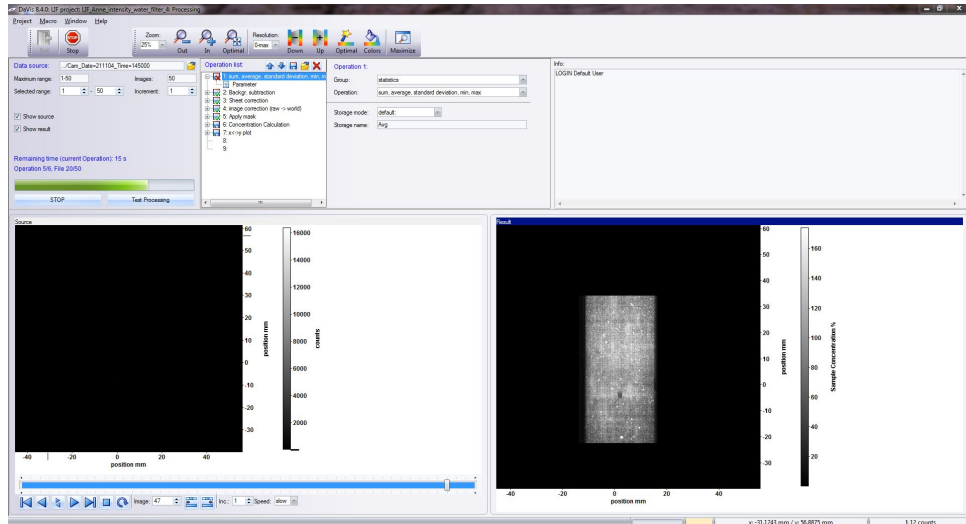 DaVis 8.4.0: LIF project: LIF_Anne_intensity_water_filter_4i Processing
Project Macro Window Help
Stop
Zoom:
25%
Out In Optimal
Resolution:
0-max
Down Up Optimal Colors Maximize
Data source: ../Cam_Date=211104_Time=145000
Maximum range: 1-50 Images: 50
Selected range: 1 - 50 Increment: 1
Show source
Show result
Remaining time (current Operation): 15 s
Operation 5/6, File 20/50
STOP Test Processing
Operation list:
1: sum, average, standard deviation, min, m
Parameter
2: Backgr. subtraction
3: Sheet correction
4: image correction (raw -> world)
5: Apply mask
6: Concentration Calculation
7: x<->y plot
8:
9:
Operation 1:
Group: statistics
Operation: sum, average, standard deviation, min, max
Storage mode: default:
Storage name: Avg
Info:
LOGIN Default User
Source
60
50
40
30
20
10
0
-10
-20
-30
position mm
16000
14000
12000
10000
8000
6000
4000
2000
counts
-40 -20 0 20 40
position mm
Image: 47 Inc.: 1 Speed: slow
Result
60
50
40
30
20
10
0
-10
-20
-30
position mm
160
140
120
100
80
60
40
20
Sample Concentration %
-40 -20 0 20 40
position mm
x: -31.1243 mm / y: 56.8875 mm 1.12 counts